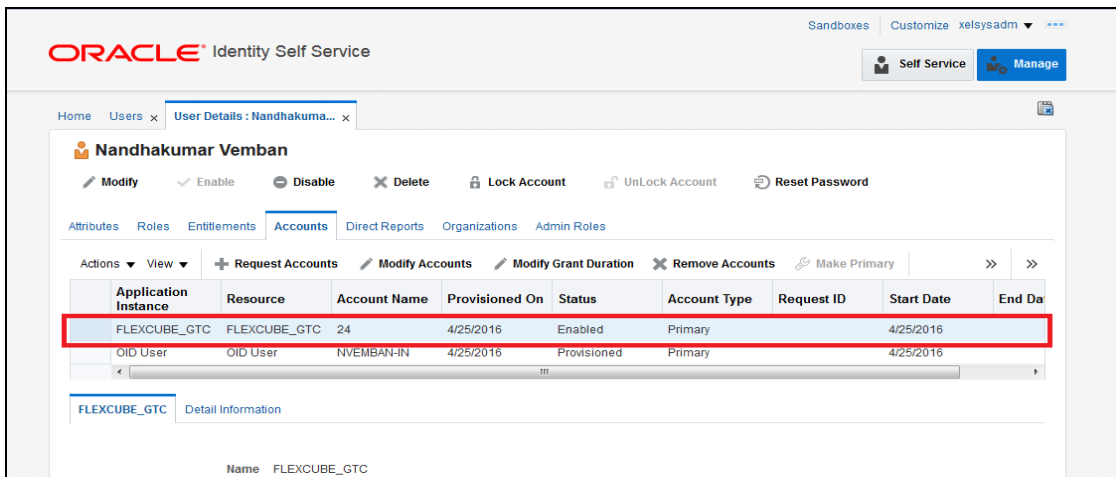 Sandboxes Customize xelsysadm
ORACLE Identity Self Service
Self Service Manage
Home Users x User Details : Nandhakuma... x
Nandhakumar Vemban
Modify Enable Disable Delete Lock Account UnLock Account Reset Password
Attributes Roles Entitlements Accounts Direct Reports Organizations Admin Roles
Actions View Request Accounts Modify Accounts Modify Grant Duration Remove Accounts Make Primary » »
Application Instance Resource Account Name Provisioned On Status Account Type Request ID Start Date End Da
FLEXCUBE_GTC FLEXCUBE_GTC 24 4/25/2016 Enabled Primary 4/25/2016
OID User OID User NVEMBAN-IN 4/25/2016 Provisioned Primary 4/25/2016
FLEXCUBE_GTC Detail Information
Name FLEXCUBE_GTC